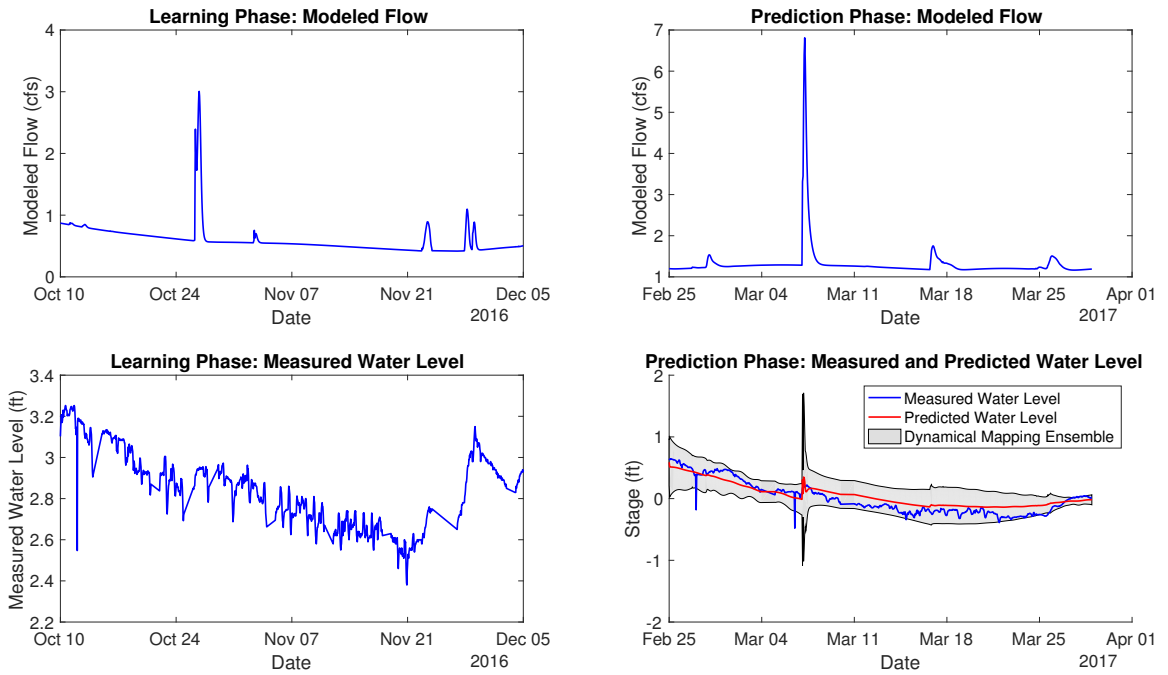 Learning Phase: Modeled Flow
4
3
2
1
0
Modeled Flow (cfs)
Oct 10
Oct 24
Nov 07
Nov 21
Dec 05
Date
2016
Prediction Phase: Modeled Flow
7
6
5
4
3
2
1
Modeled Flow (cfs)
Feb 25
Mar 04
Mar 11
Mar 18
Mar 25
Apr 01
Date
2017
Learning Phase: Measured Water Level
3.4
3.2
3
2.8
2.6
2.4
2.2
Measured Water Level (ft)
Oct 10
Oct 24
Nov 07
Nov 21
Dec 05
Date
2016
Prediction Phase: Measured and Predicted Water Level
2
1
0
-1
-2
Stage (ft)
Measured Water Level
Predicted Water Level
Dynamical Mapping Ensemble
Feb 25
Mar 04
Mar 11
Mar 18
Mar 25
Apr 01
Date
2017